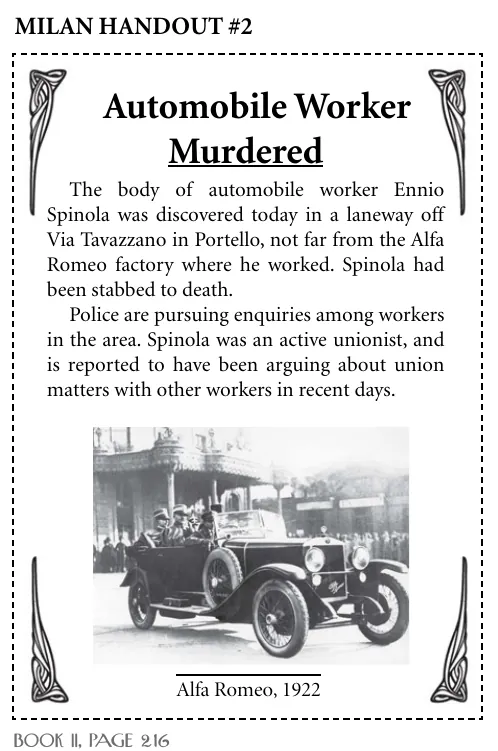 MILAN HANDOUT #2
Automobile Worker
Murdered
The body of automobile worker Ennio
Spinola was discovered today in a laneway off
Via Tavazzano in Portello, not far from the Alfa
Romeo factory where he worked. Spinola had
been stabbed to death.
Police are pursuing enquiries among workers
in the area. Spinola was an active unionist, and
is reported to have been arguing about union
matters with other workers in recent days.
Alfa Romeo, 1922
BOOK II, PAGE 216